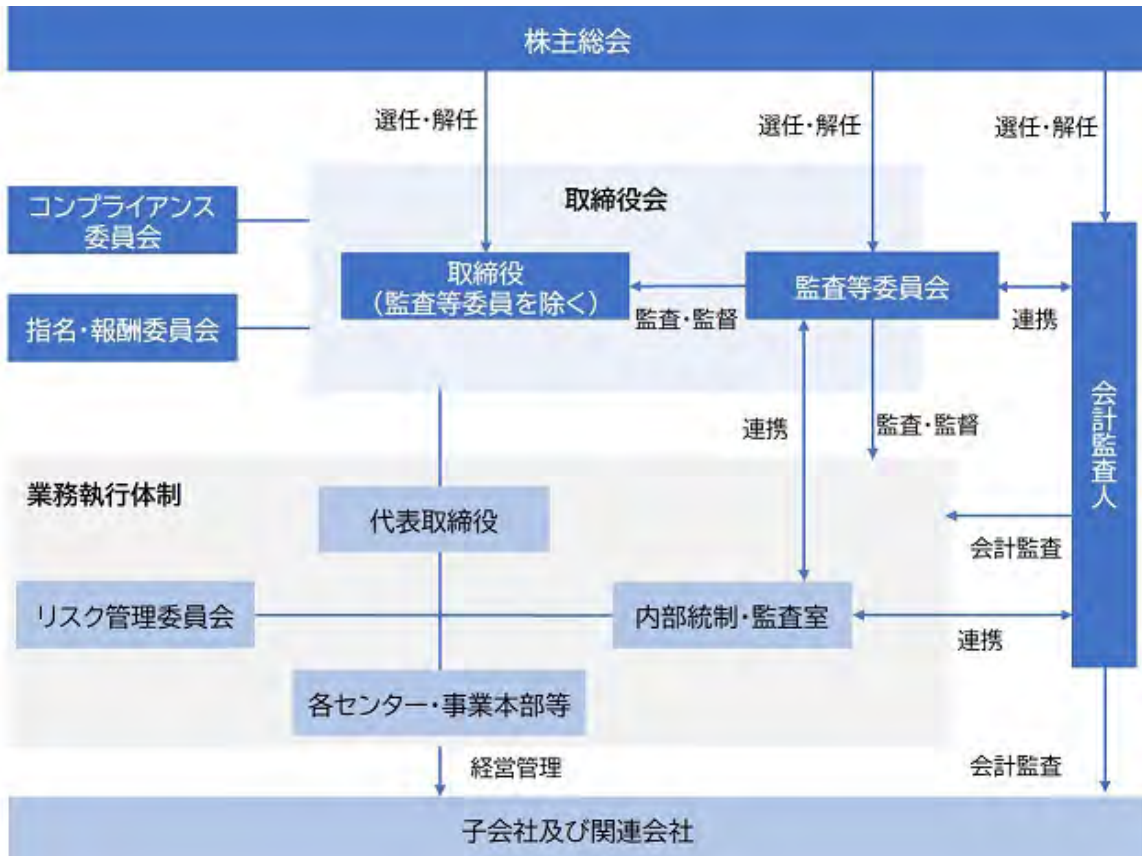 株主総会
選任・解任
選任・解任
選任・解任
取締役会
コンプライアンス
委員会
取締役
（監査等委員を除く）
監査等委員会
監査・監督
連携
指名・報酬委員会
会計監査人
連携
監査・監督
業務執行体制
代表取締役
会計監査
リスク管理委員会
内部統制・監査室
連携
各センター・事業本部等
経営管理
会計監査
子会社及び関連会社